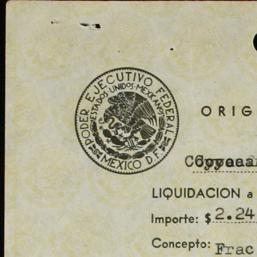 PODER EJECUTIVO FEDERAL
ESTADOS UNIDOS MEXICANOS
MEXICO D.F.
ORIG
LIQUIDACION a
Importe: $2.24
Concepto: Frac